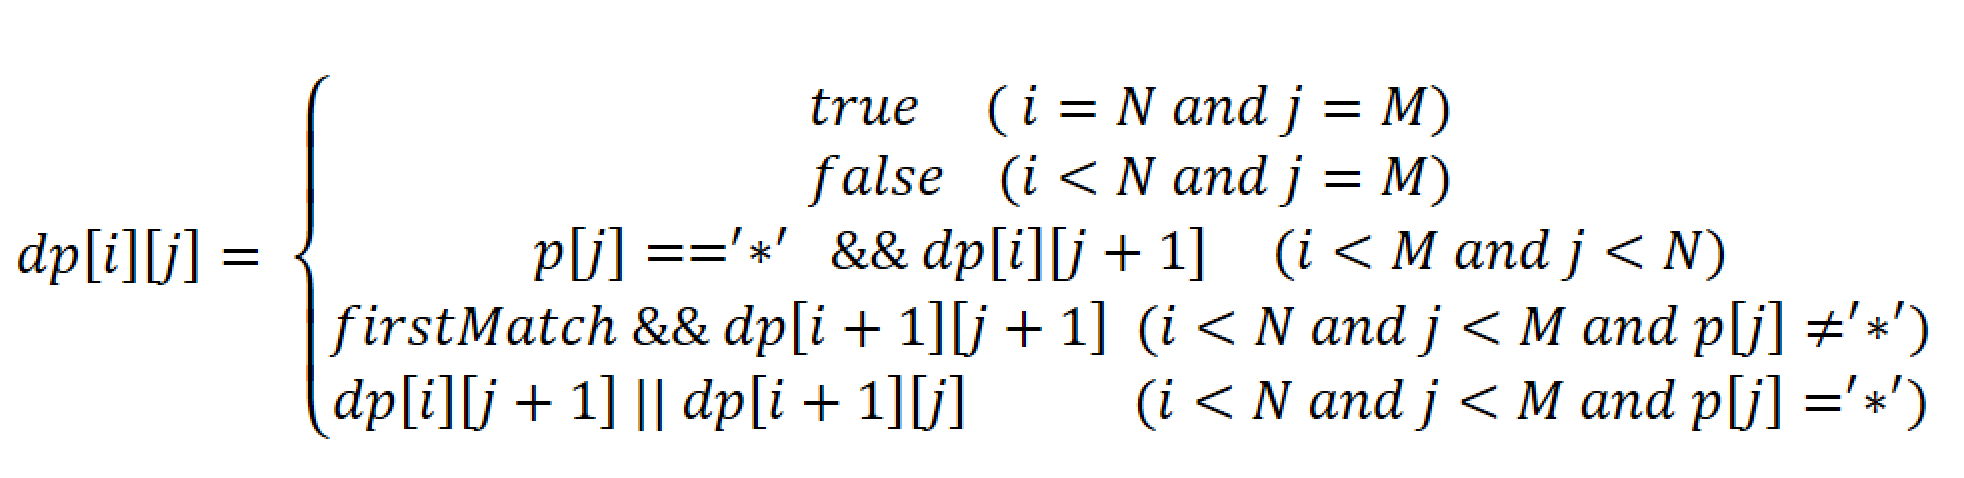 true ( i = N and j = M)
false (i < N and j = M)
dp[i][j] = { p[j] =='*' && dp[i][j + 1] (i < M and j < N)
firstMatch && dp[i + 1][j + 1] (i < N and j < M and p[j] ≠'*')
dp[i][j + 1] || dp[i + 1][j] (i < N and j < M and p[j] ='*')